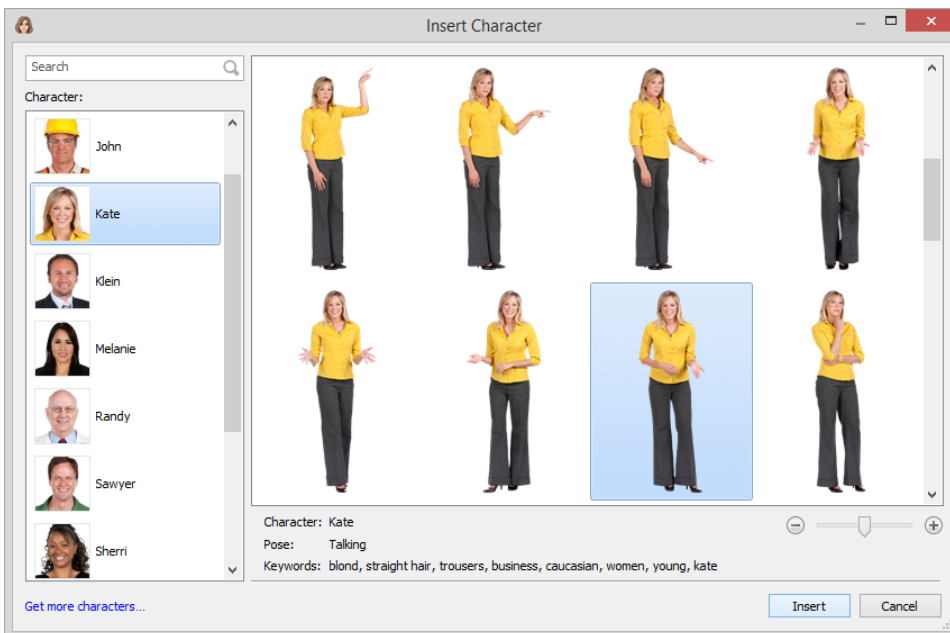 Insert Character
Search
Character:
John
Kate
Klein
Melanie
Randy
Sawyer
Sherri
Character: Kate
Pose: Talking
Keywords: blond, straight hair, trousers, business, caucasian, women, young, kate
Get more characters...
Insert
Cancel